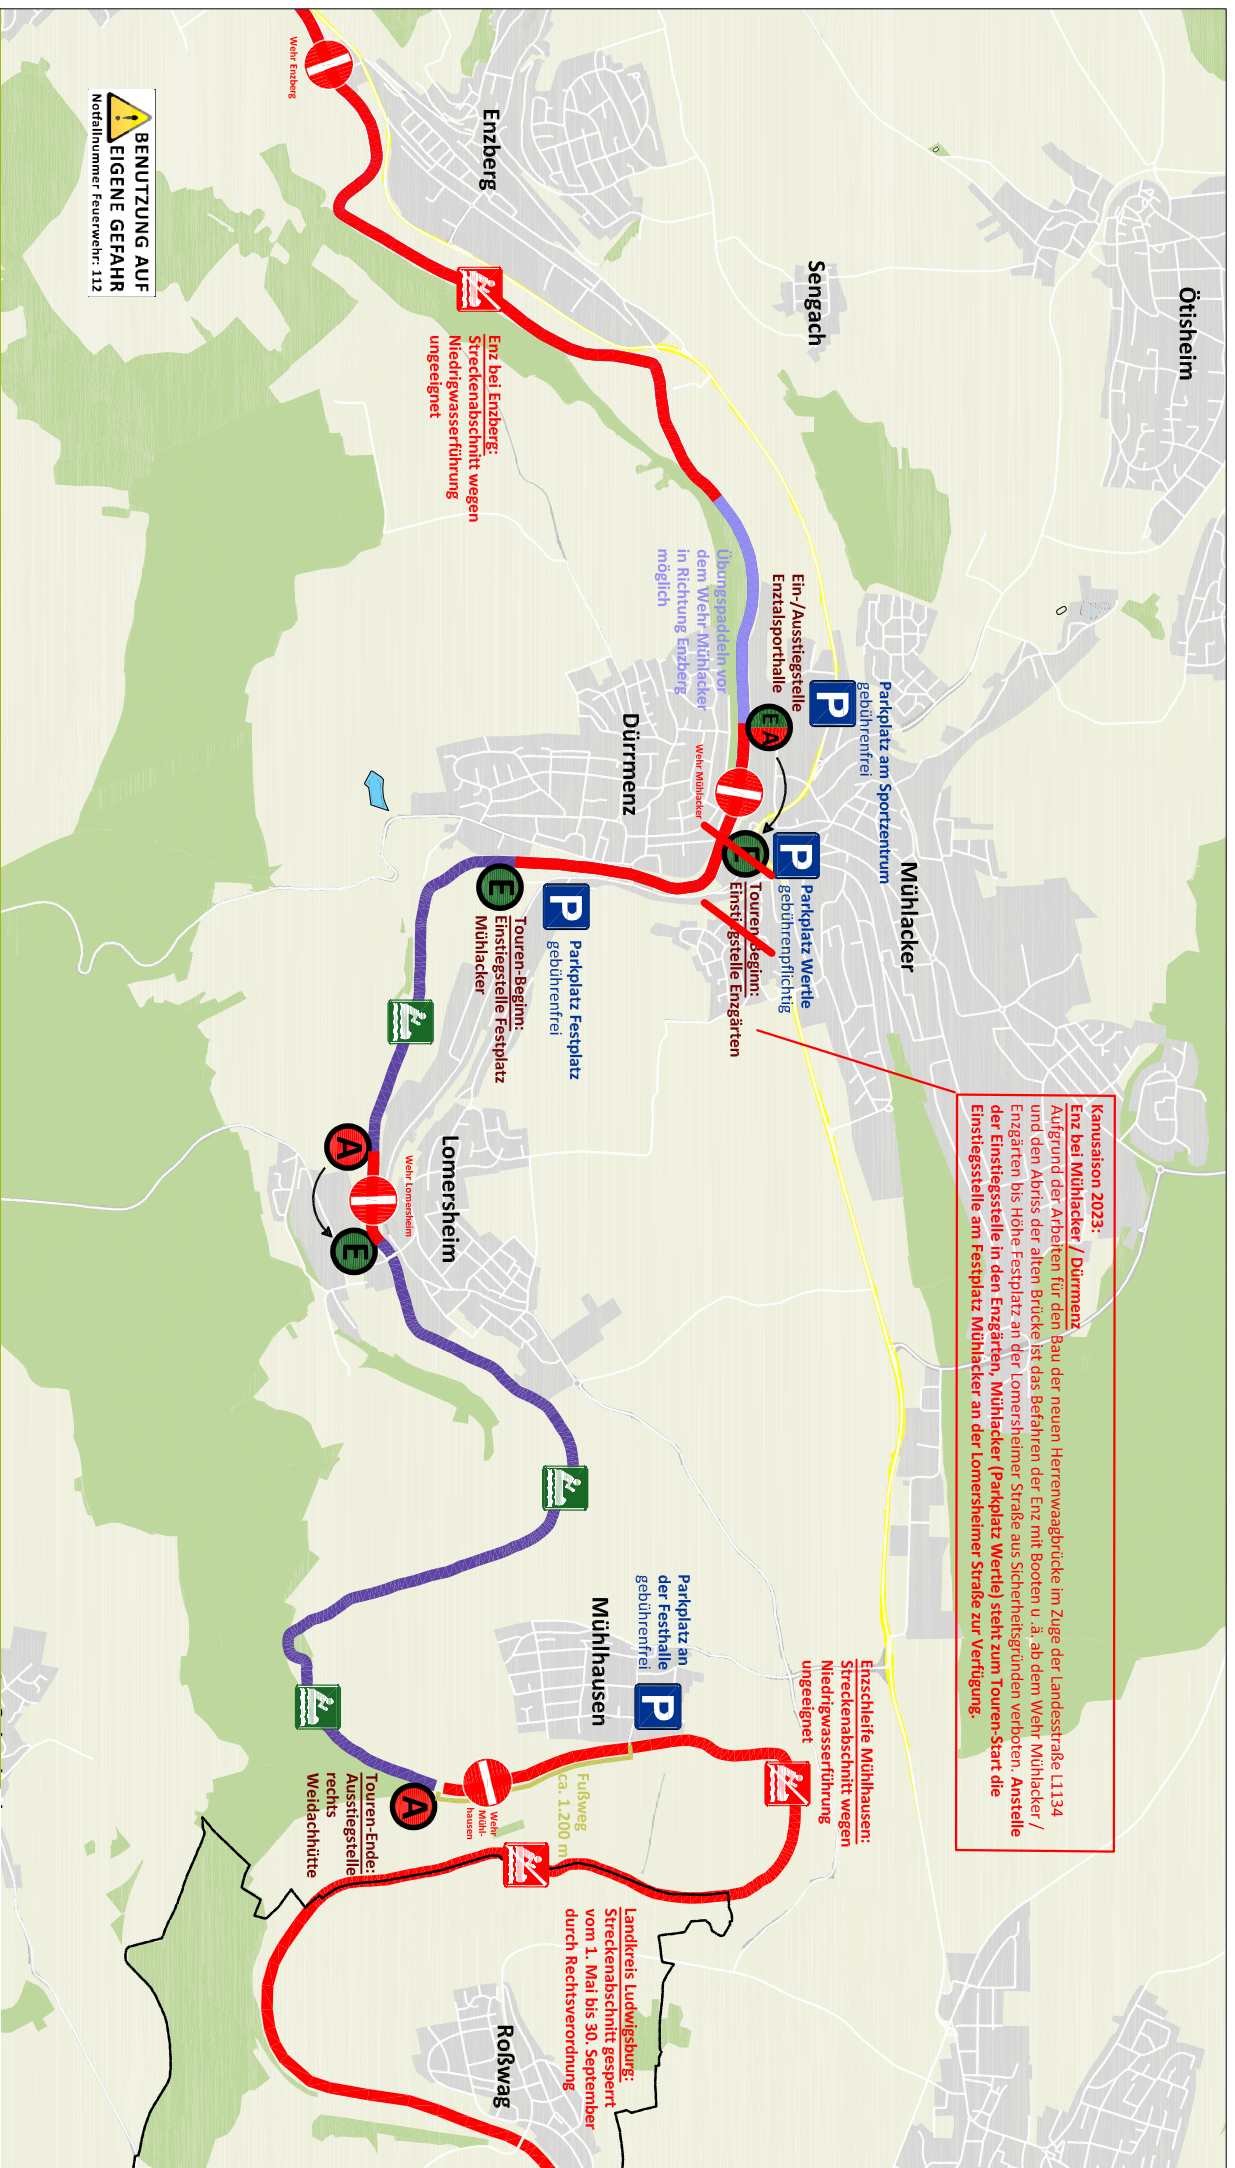 Ötisheim
Sengach
Enzberg
Wehr Enzberg
BENUTZUNG AUF
EIGENE GEFAHR
Notfallnummer Feuerwehr: 112
Enz bei Enzberg:
Streckenabschnitt wegen
Niedrigwasserführung
ungeeignet
Übungspaddeln vor
dem Wehr Mühlacker
in Richtung Enzberg
möglich
Ein-/Ausstiegstelle
Enztalsporthalle
EA
P
Parkplatz am Sportzentrum
gebührenfrei
Dürrmenz
Wehr Mühlacker
Mühlacker
P
Parkplatz Wertle
gebührenpflichtig
E
Touren-Beginn:
Einstiegstelle Enzgärten
P
Parkplatz Festplatz
gebührenfrei
E
Touren-Beginn:
Einstiegstelle Festplatz
Mühlacker
Kanusaison 2023:
Enz bei Mühlacker / Dürrmenz
Aufgrund der Arbeiten für den Bau der neuen Herrenwaagbrücke im Zuge der Landesstraße L1134
und den Abriss der alten Brücke ist das Befahren der Enz mit Booten u .ä. ab dem Wehr Mühlacker /
Enzgärten bis Höhe Festplatz an der Lomersheimer Straße aus Sicherheitsgründen verboten. Anstelle
der Einstiegsstelle in den Enzgärten, Mühlacker (Parkplatz Wertle) steht zum Touren-Start die
Einstiegsstelle am Festplatz Mühlacker an der Lomersheimer Straße zur Verfügung.
Lomersheim
Wehr Lomersheim
A
E
Parkplatz an
der Festhalle
gebührenfrei
P
Mühlhausen
Enzschleife Mühlhausen:
Streckenabschnitt wegen
Niedrigwasserführung
ungeeignet
Fußweg
ca. 1.200 m
Wehr
Mühl-
hausen
A
Touren-Ende:
Ausstiegstelle
rechts
Weidachhütte
Landkreis Ludwigsburg:
Streckenabschnitt gesperrt
vom 1. Mai bis 30. September
durch Rechtsverordnung
Roßwag